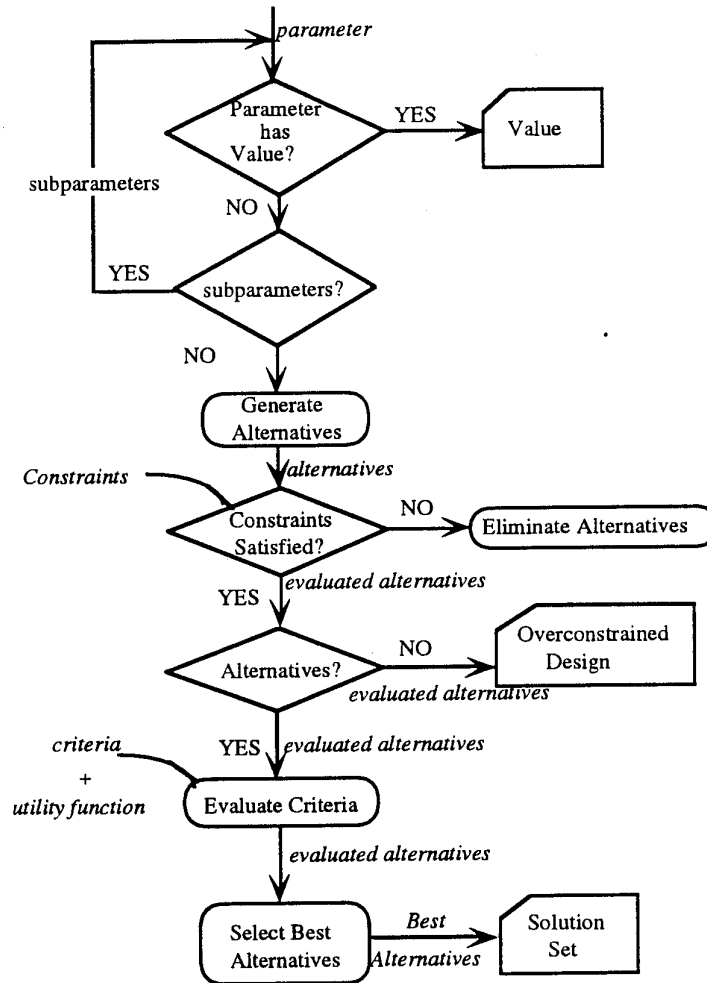 parameter
Parameter
has
Value?
YES
Value
subparameters
NO
YES
subparameters?
NO
Generate
Alternatives
alternatives
Constraints
Constraints
Satisfied?
NO
Eliminate Alternatives
YES
evaluated alternatives
Alternatives?
NO
evaluated alternatives
Overconstrained
Design
YES
evaluated alternatives
criteria
+
utility function
Evaluate Criteria
evaluated alternatives
Select Best
Alternatives
Best
Alternatives
Solution
Set